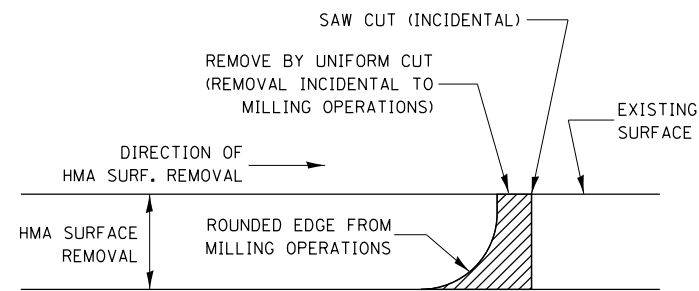 SAW CUT (INCIDENTAL)
REMOVE BY UNIFORM CUT
(REMOVAL INCIDENTAL TO
MILLING OPERATIONS)
EXISTING
SURFACE
DIRECTION OF
HMA SURF. REMOVAL
HMA SURFACE
REMOVAL
ROUNDED EDGE FROM
MILLING OPERATIONS